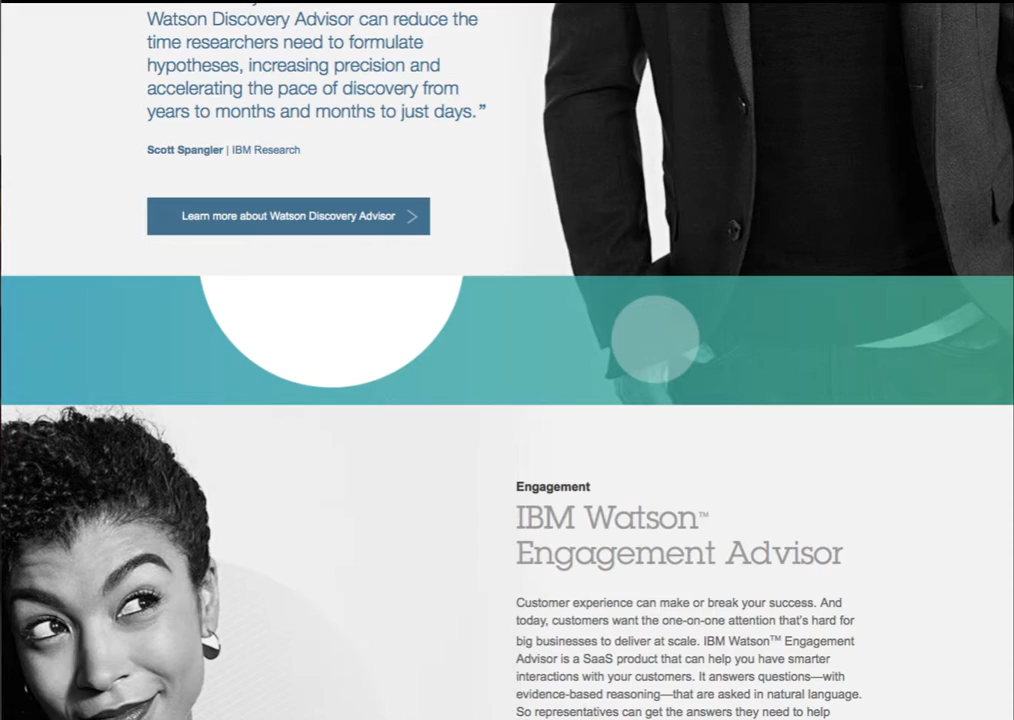 Watson Discovery Advisor can reduce the
time researchers need to formulate
hypotheses, increasing precision and
accelerating the pace of discovery from
years to months and months to just days.”
Scott Spangler | IBM Research
Learn more about Watson Discovery Advisor
Engagement
IBM Watson™
Engagement Advisor
Customer experience can make or break your success. And
today, customers want the one-on-one attention that's hard for
big businesses to deliver at scale. IBM Watson™ Engagement
Advisor is a SaaS product that can help you have smarter
interactions with your customers. It answers questions—with
evidence-based reasoning—that are asked in natural language.
So representatives can get the answers they need to help